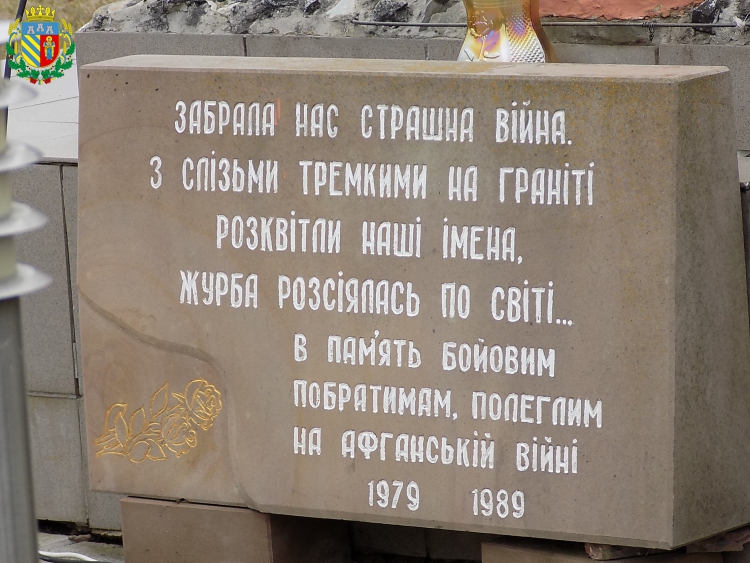 ЗАБРАЛА НАС СТРАШНА ВІЙНА.
З СЛІЗЬМИ ТРЕМКИМИ НА ГРАНІТІ
РОЗКВІТЛИ НАШІ ІМЕНА,
ЖУРБА РОЗСІЯЛАСЬ ПО СВІТІ...
В ПАМ'ЯТЬ БОЙОВИМ
ПОБРАТИМАМ, ПОЛЕГЛИМ
НА АФГАНСЬКІЙ ВІЙНІ
1979 1989